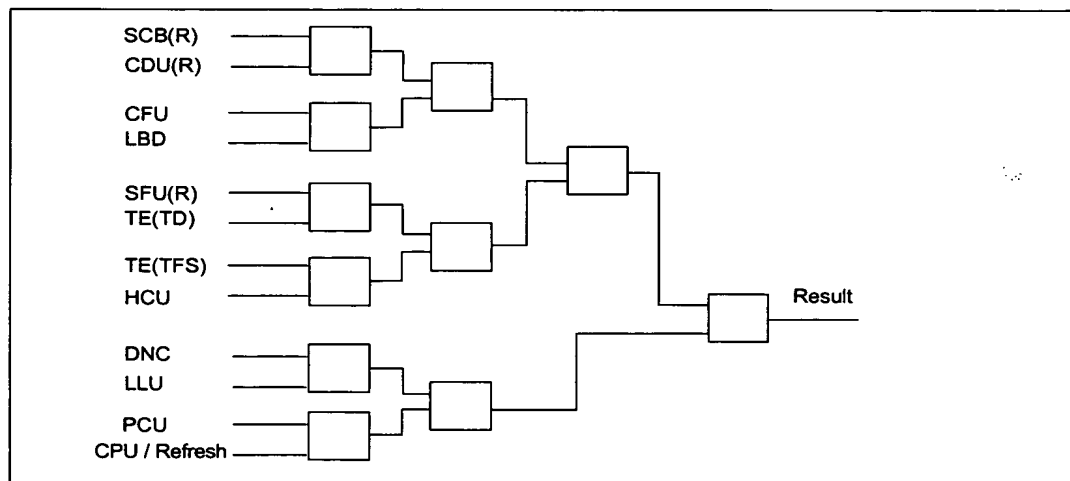 SCB(R)
CDU(R)
CFU
LBD
SFU(R)
TE(TD)
TE(TFS)
HCU
Result
DNC
LLU
PCU
CPU / Refresh